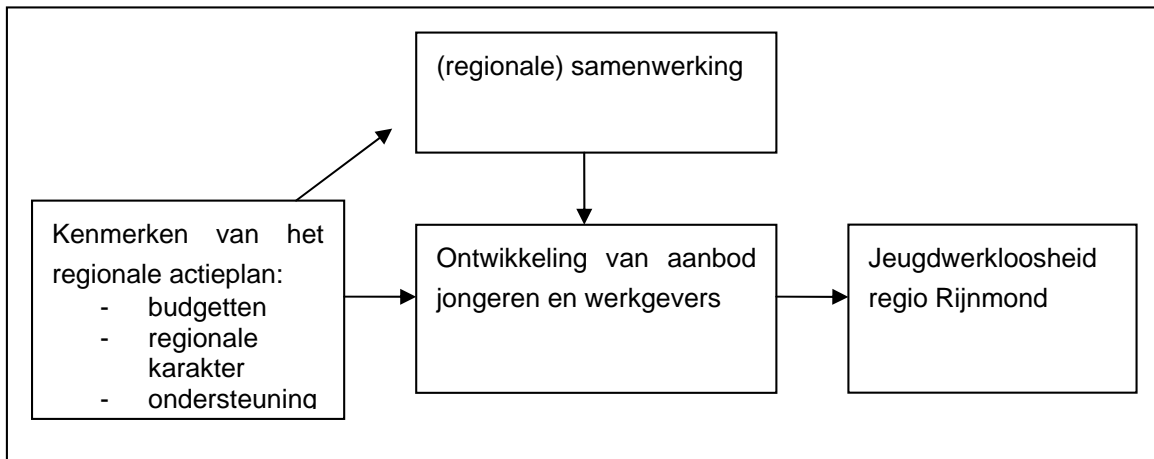 (regionale) samenwerking
Kenmerken van het
regionale actieplan:
- budgetten
- regionale
karakter
- ondersteuning
Ontwikkeling van aanbod
jongeren en werkgevers
Jeugdwerkloosheid
regio Rijnmond